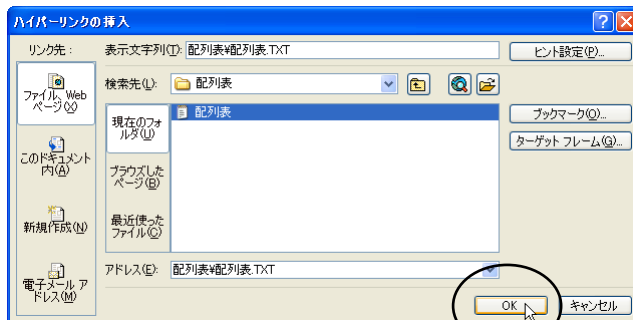 ハイパーリンクの挿入
リンク先：
表示文字列(T): 配列表¥配列表.TXT
ヒント設定(P)...
ファイル、Web
ページ(X)
検索先(L):
配列表
現在のフォ
ルダ(U)
配列表
ブックマーク(O)...
ターゲット フレーム(G)...
このドキュメント
内(A)
ブラウズした
ページ(B)
新規作成(N)
最近使った
ファイル(C)
電子メール ア
ドレス(M)
アドレス(E):
配列表¥配列表.TXT
OK
キャンセル